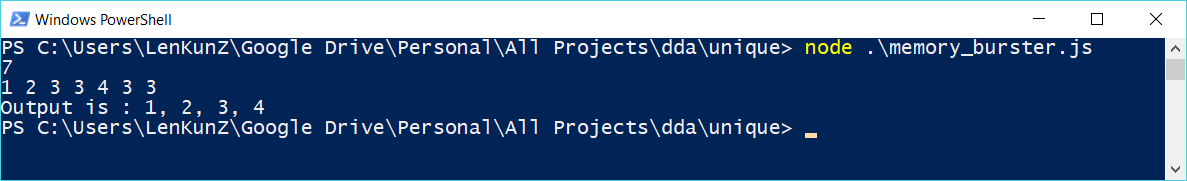 Windows PowerShell
PS C:\Users\LenKunZ\Google Drive\Personal\All Projects\dda\unique> node .\memory_burster.js
7
1 2 3 3 4 3 3
Output is : 1, 2, 3, 4
PS C:\Users\LenKunZ\Google Drive\Personal\All Projects\dda\unique>